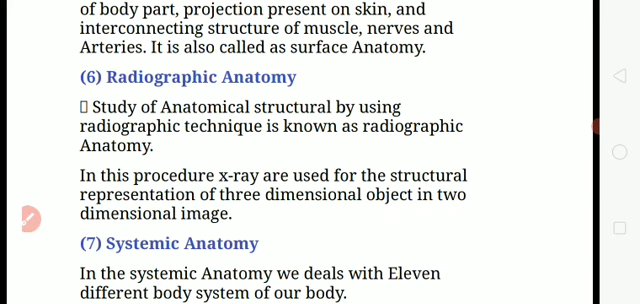 of body part, projection present on skin, and
interconnecting structure of muscle, nerves and
Arteries. It is also called as surface Anatomy.
(6) Radiographic Anatomy
▯ Study of Anatomical structural by using
radiographic technique is known as radiographic
Anatomy.
In this procedure x-ray are used for the structural
representation of three dimensional object in two
dimensional image.
(7) Systemic Anatomy
In the systemic Anatomy we deals with Eleven
different body system of our body.